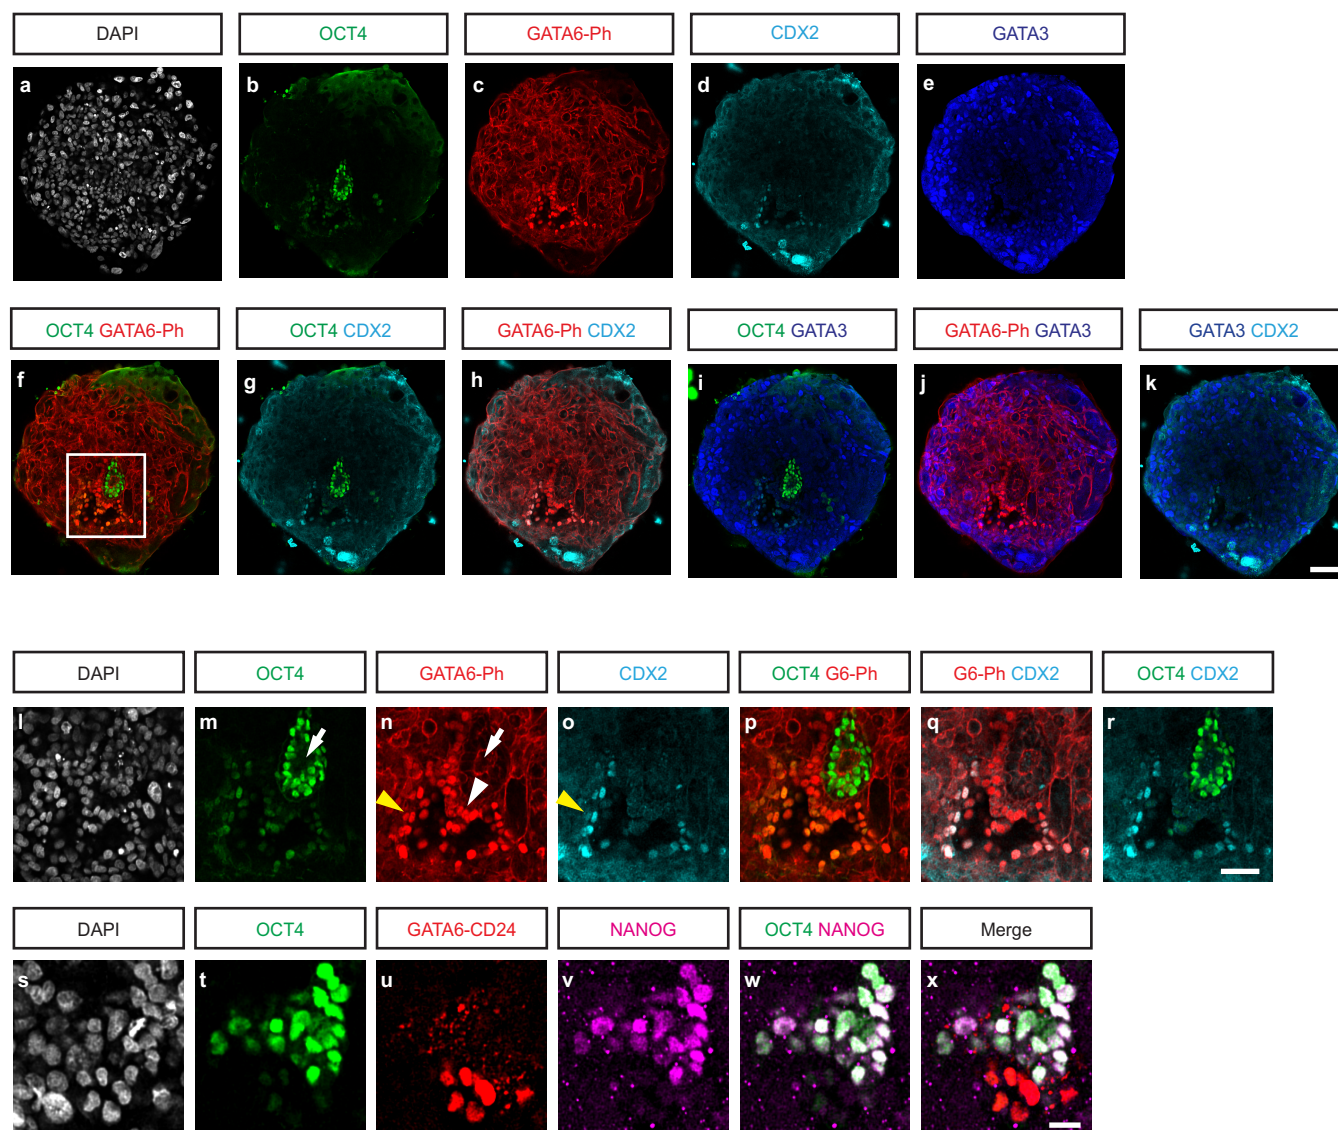 DAPI OCT4 GATA6-Ph CDX2 GATA3
a b c d e
OCT4 GATA6-Ph OCT4 CDX2 GATA6-Ph CDX2 OCT4 GATA3 GATA6-Ph GATA3 GATA3 CDX2
f g h i j k
DAPI OCT4 GATA6-Ph CDX2 OCT4 G6-Ph G6-Ph CDX2 OCT4 CDX2
l m n o p q r
DAPI OCT4 GATA6-CD24 NANOG OCT4 NANOG Merge
s t u v w x